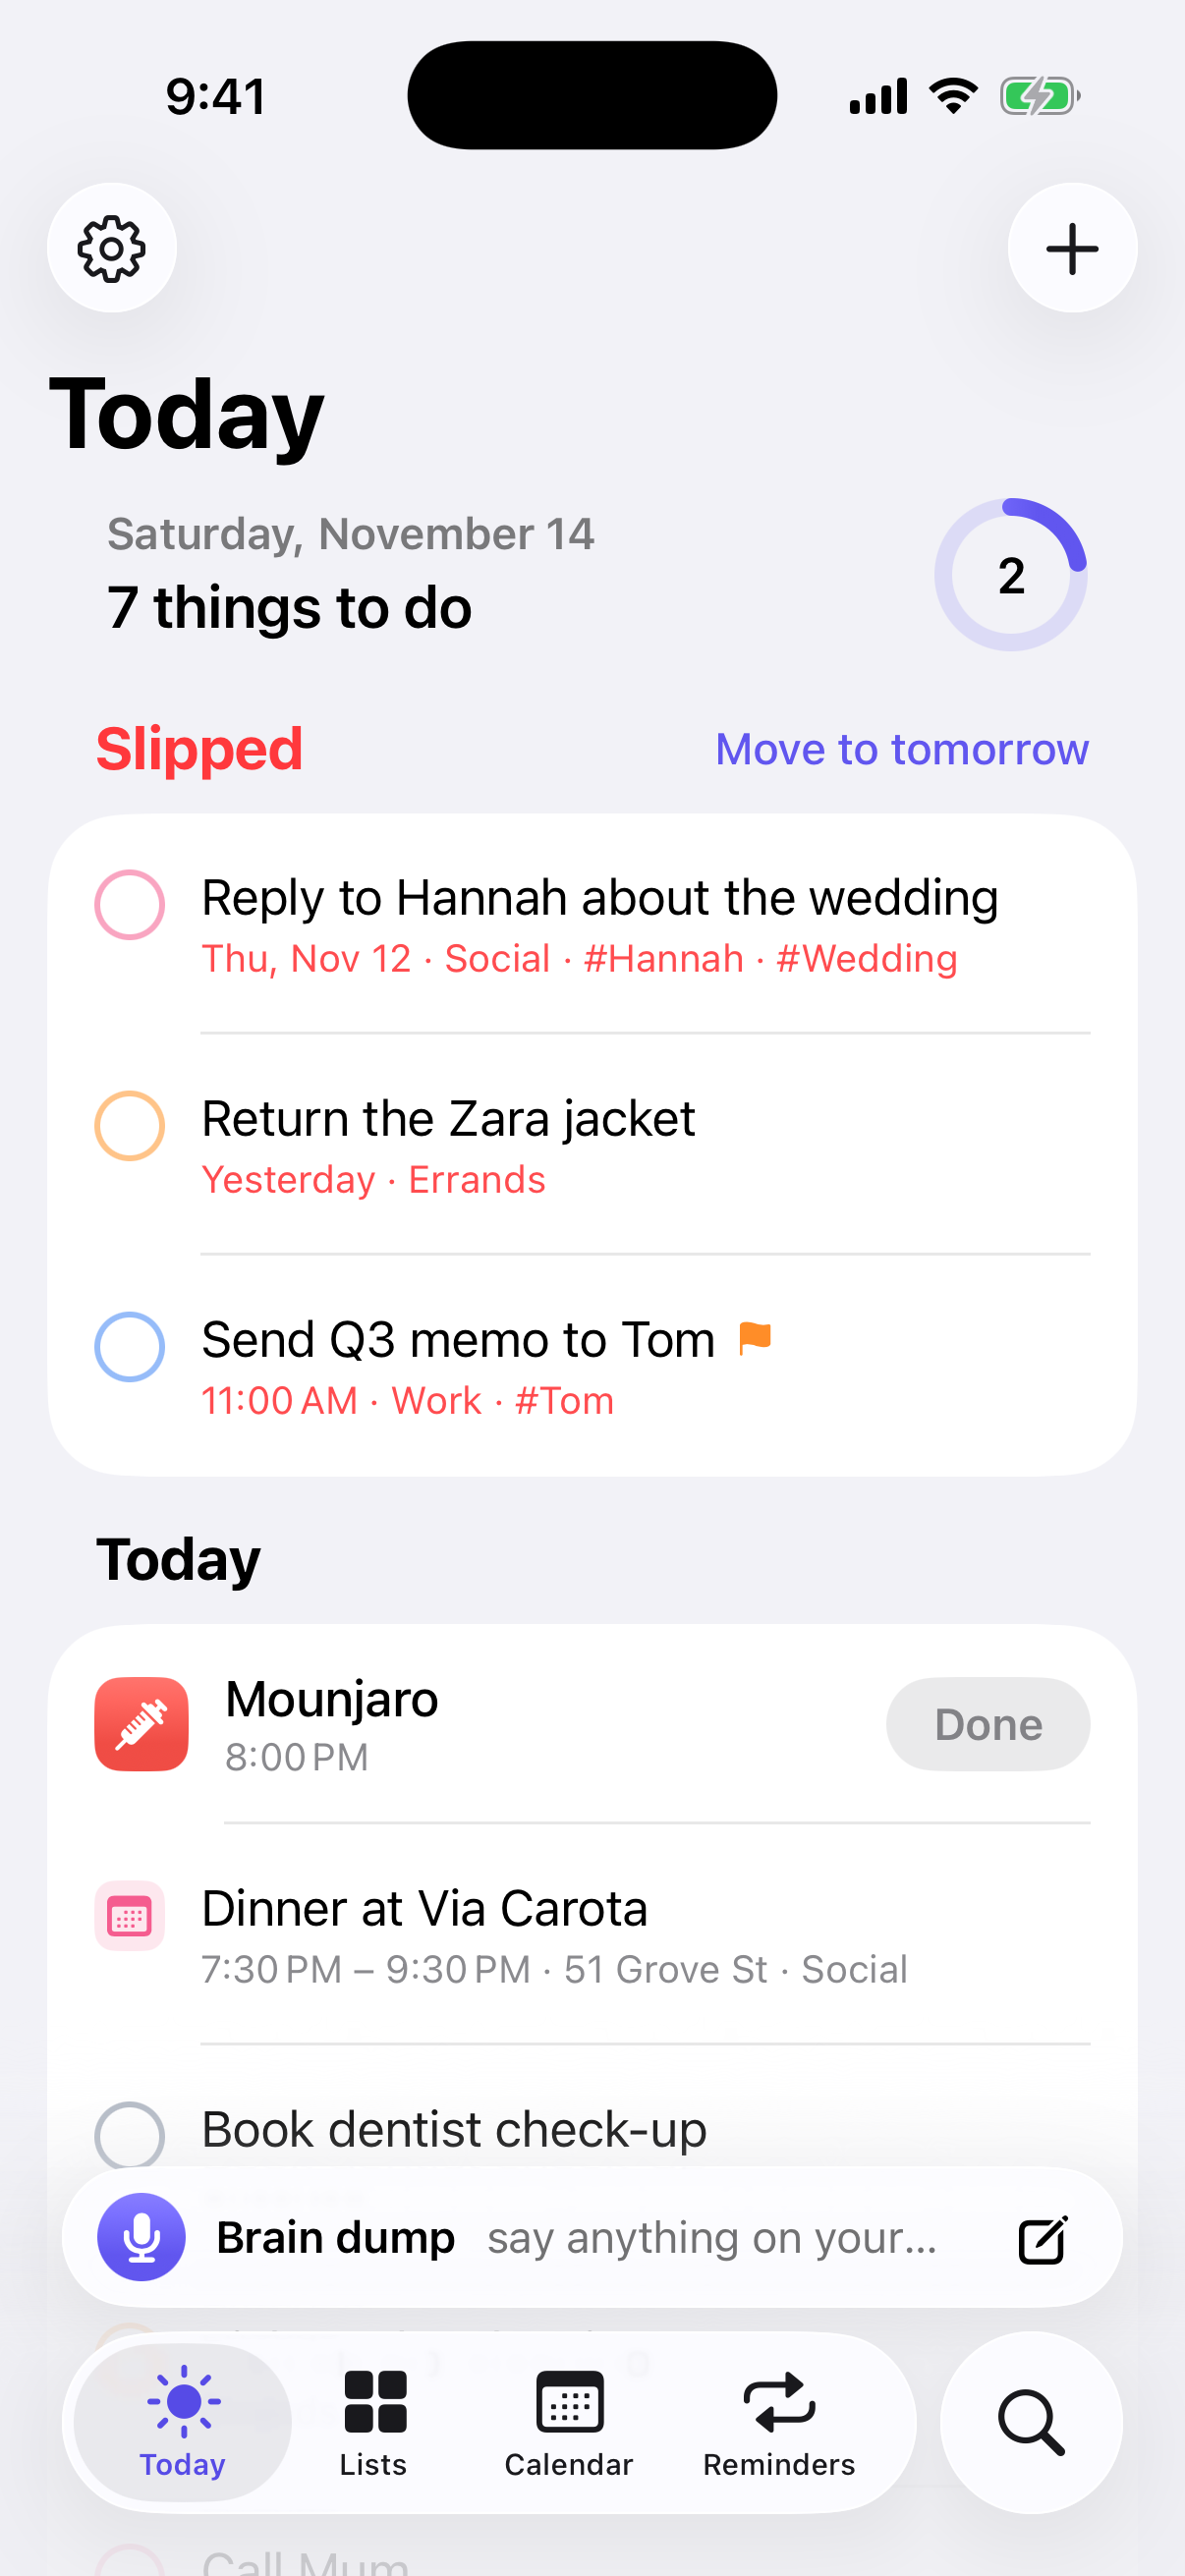 9:41
Today
Saturday, November 14
7 things to do
2
Slipped
Move to tomorrow
Reply to Hannah about the wedding
Thu, Nov 12 · Social · #Hannah · #Wedding
Return the Zara jacket
Yesterday · Errands
Send Q3 memo to Tom
11:00 AM · Work · #Tom
Today
Mounjaro
8:00 PM
Done
Dinner at Via Carota
7:30 PM – 9:30 PM · 51 Grove St · Social
Book dentist check-up
Brain dump say anything on your...
Today
Lists
Calendar
Reminders
Call Mum